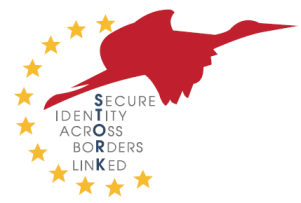 SECURE
IDENTITY
ACROSS
BORDERS
LINKED